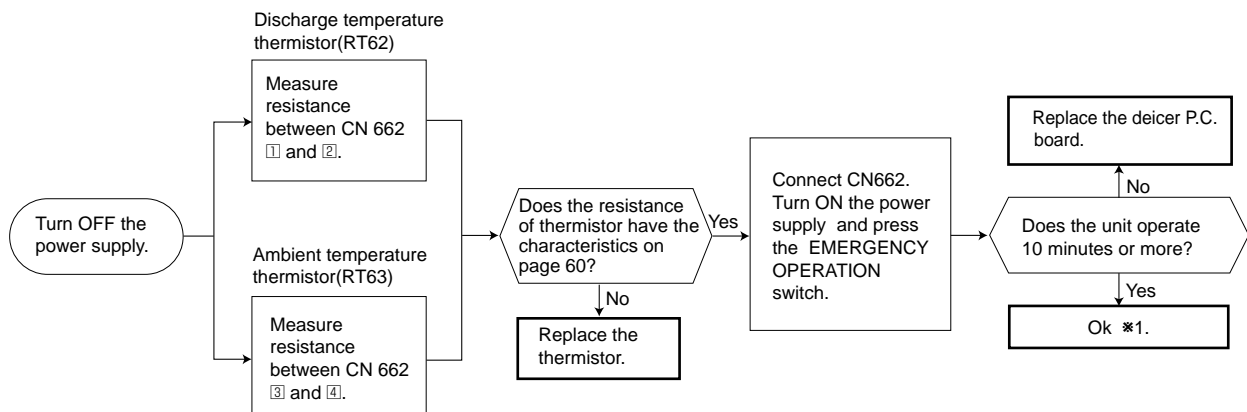 Turn OFF the
power supply.
Discharge temperature
thermistor(RT62)
Measure
resistance
between CN 662
1 and 2.
Ambient temperature
thermistor(RT63)
Measure
resistance
between CN 662
3 and 4.
Does the resistance
of thermistor have the
characteristics on
page 60?
Yes
No
Replace the
thermistor.
Connect CN662.
Turn ON the power
supply and press
the EMERGENCY
OPERATION
switch.
Does the unit operate
10 minutes or more?
No
Replace the deicer P.C.
board.
Yes
Ok ※1.